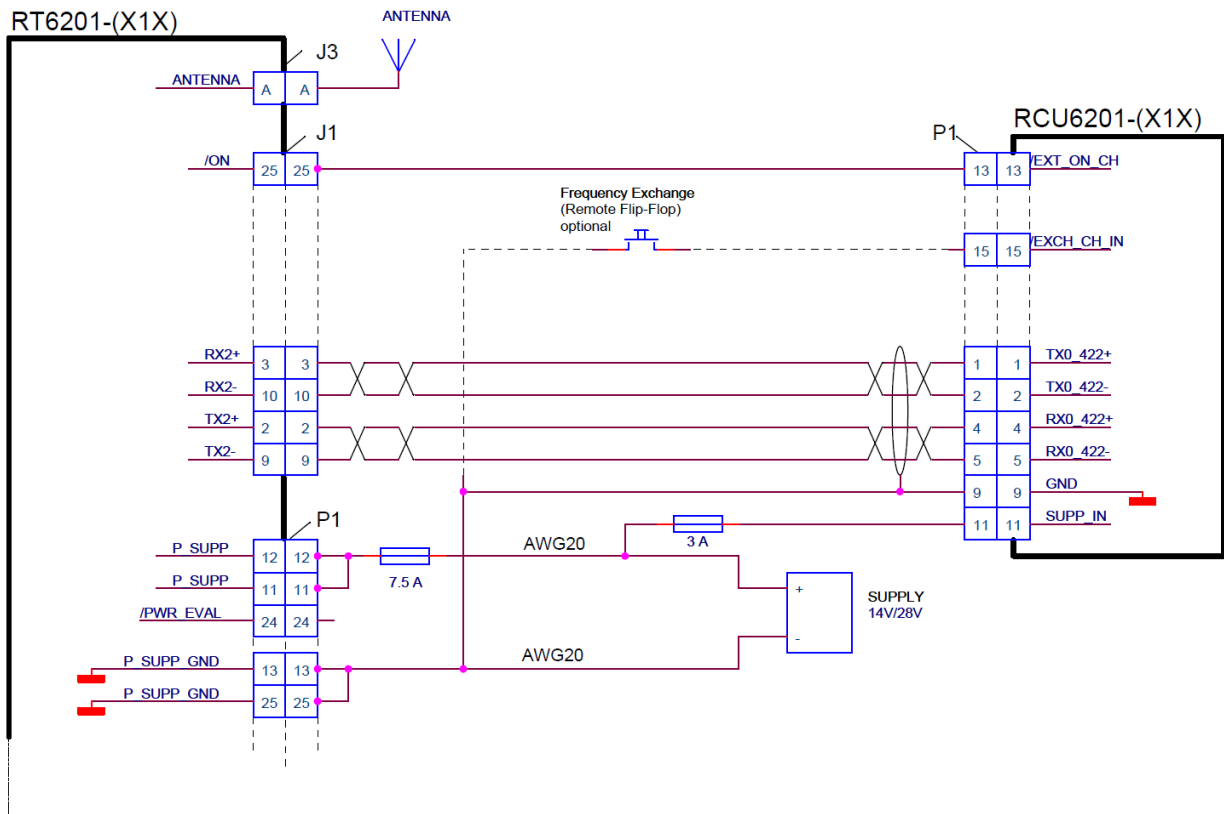 RT6201-(X1X)
ANTENNA
J3
ANTENNA
A A
J1
P1
RCU6201-(X1X)
/ON
25 25
13 13
/EXT_ON_CH
Frequency Exchange
(Remote Flip-Flop)
optional
15 15
/EXCH_CH_IN
RX2+
3 3
1 1
TX0_422+
RX2-
10 10
2 2
TX0_422-
TX2+
2 2
4 4
RX0_422+
TX2-
9 9
5 5
RX0_422-
9 9
GND
P1
11 11
SUPP_IN
P_SUPP
12 12
7.5 A
AWG20
3 A
P_SUPP
11 11
/PWR_EVAL
24 24
+
-
SUPPLY
14V/28V
P_SUPP_GND
13 13
AWG20
P_SUPP_GND
25 25